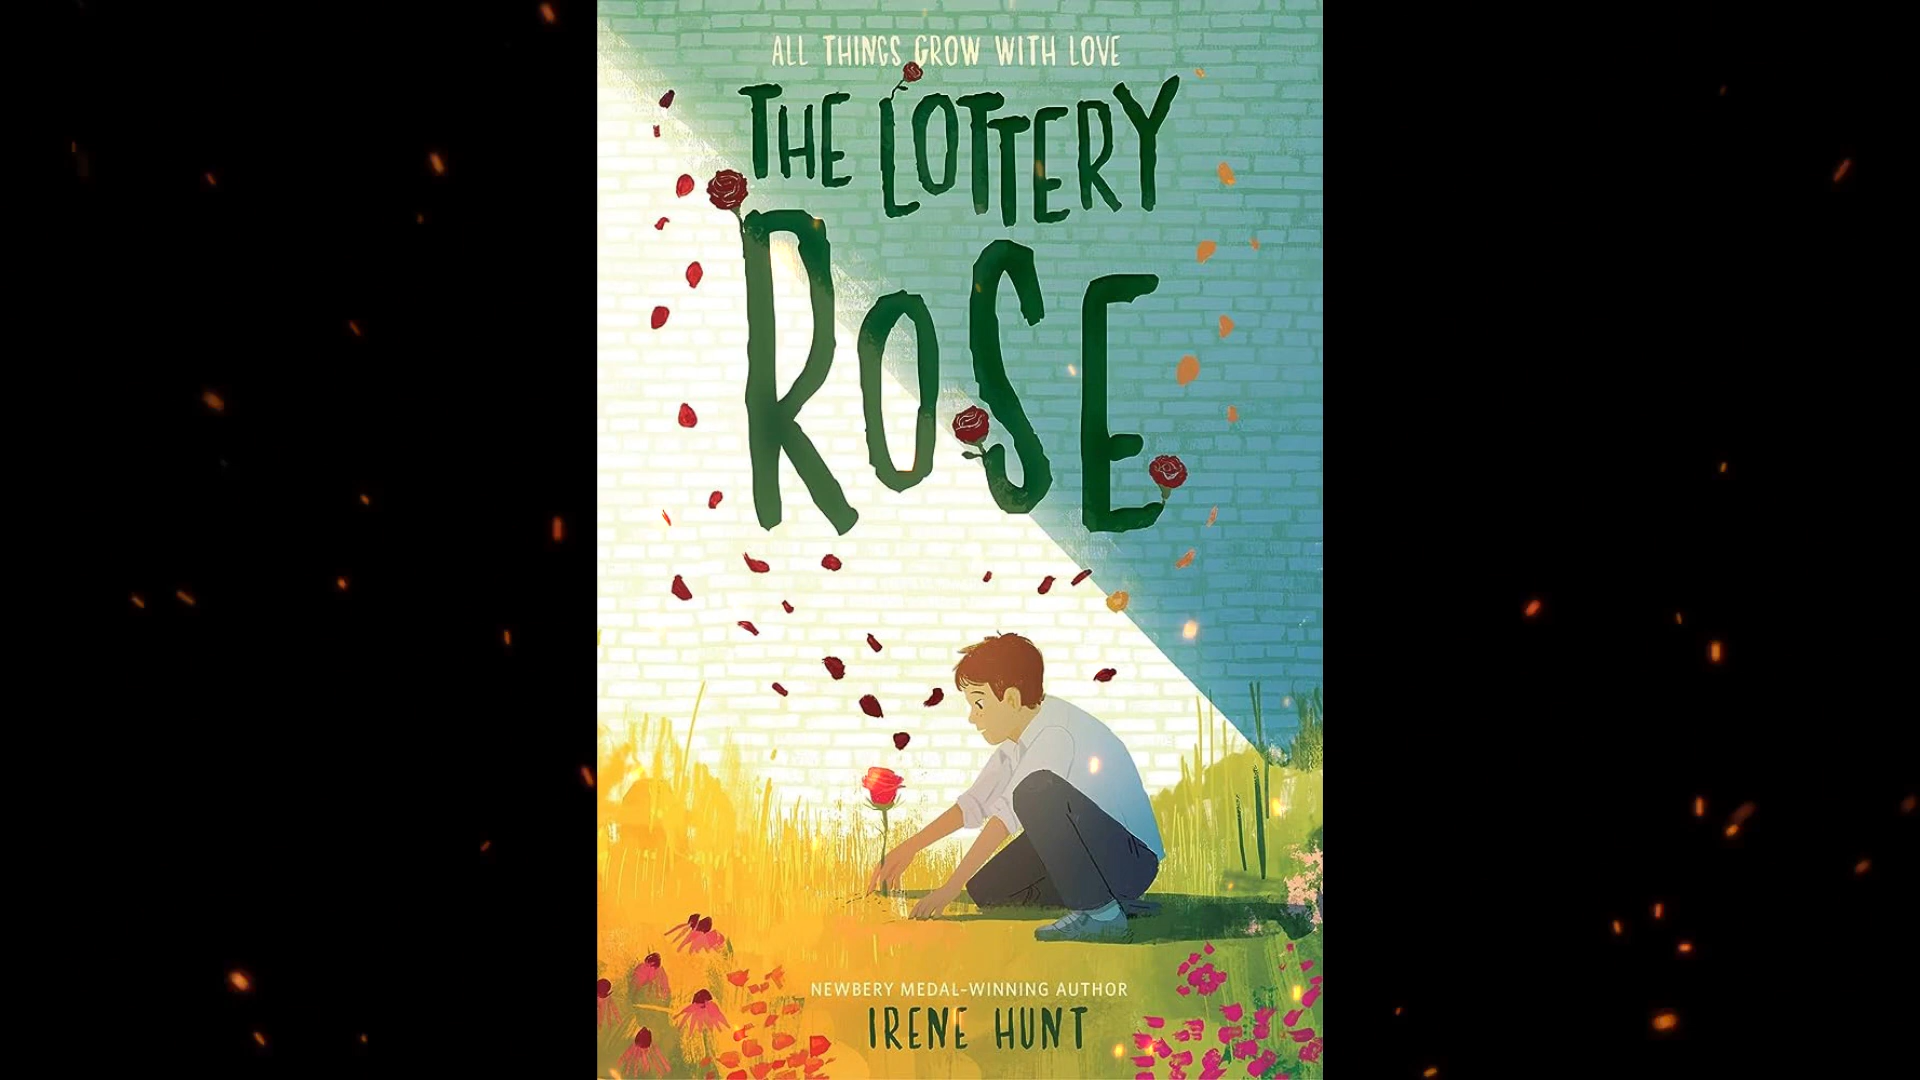 ALL THINGS GROW WITH LOVE
THE LOTTERY
ROSE
NEWBERY MEDAL-WINNING AUTHOR
IRENE HUNT